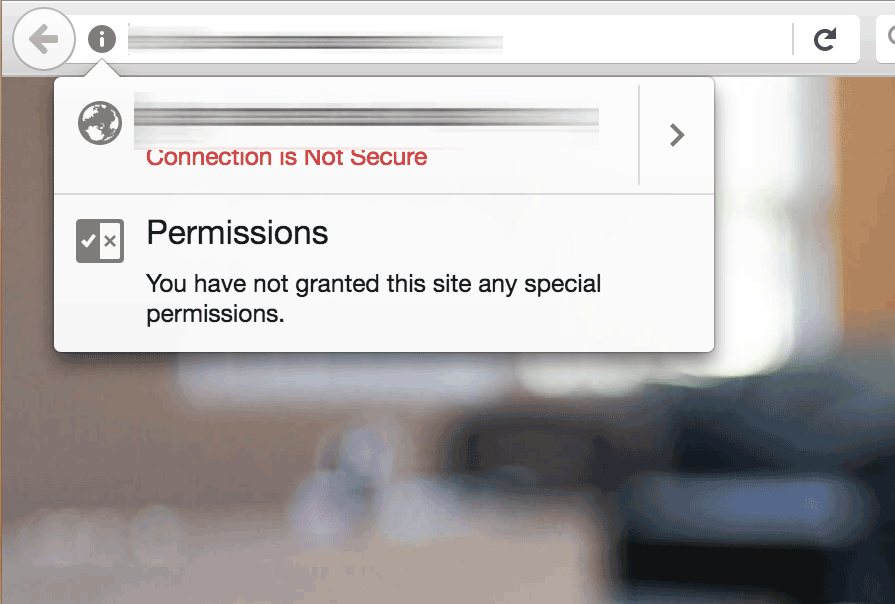 Connection is Not Secure
Permissions
You have not granted this site any special
permissions.